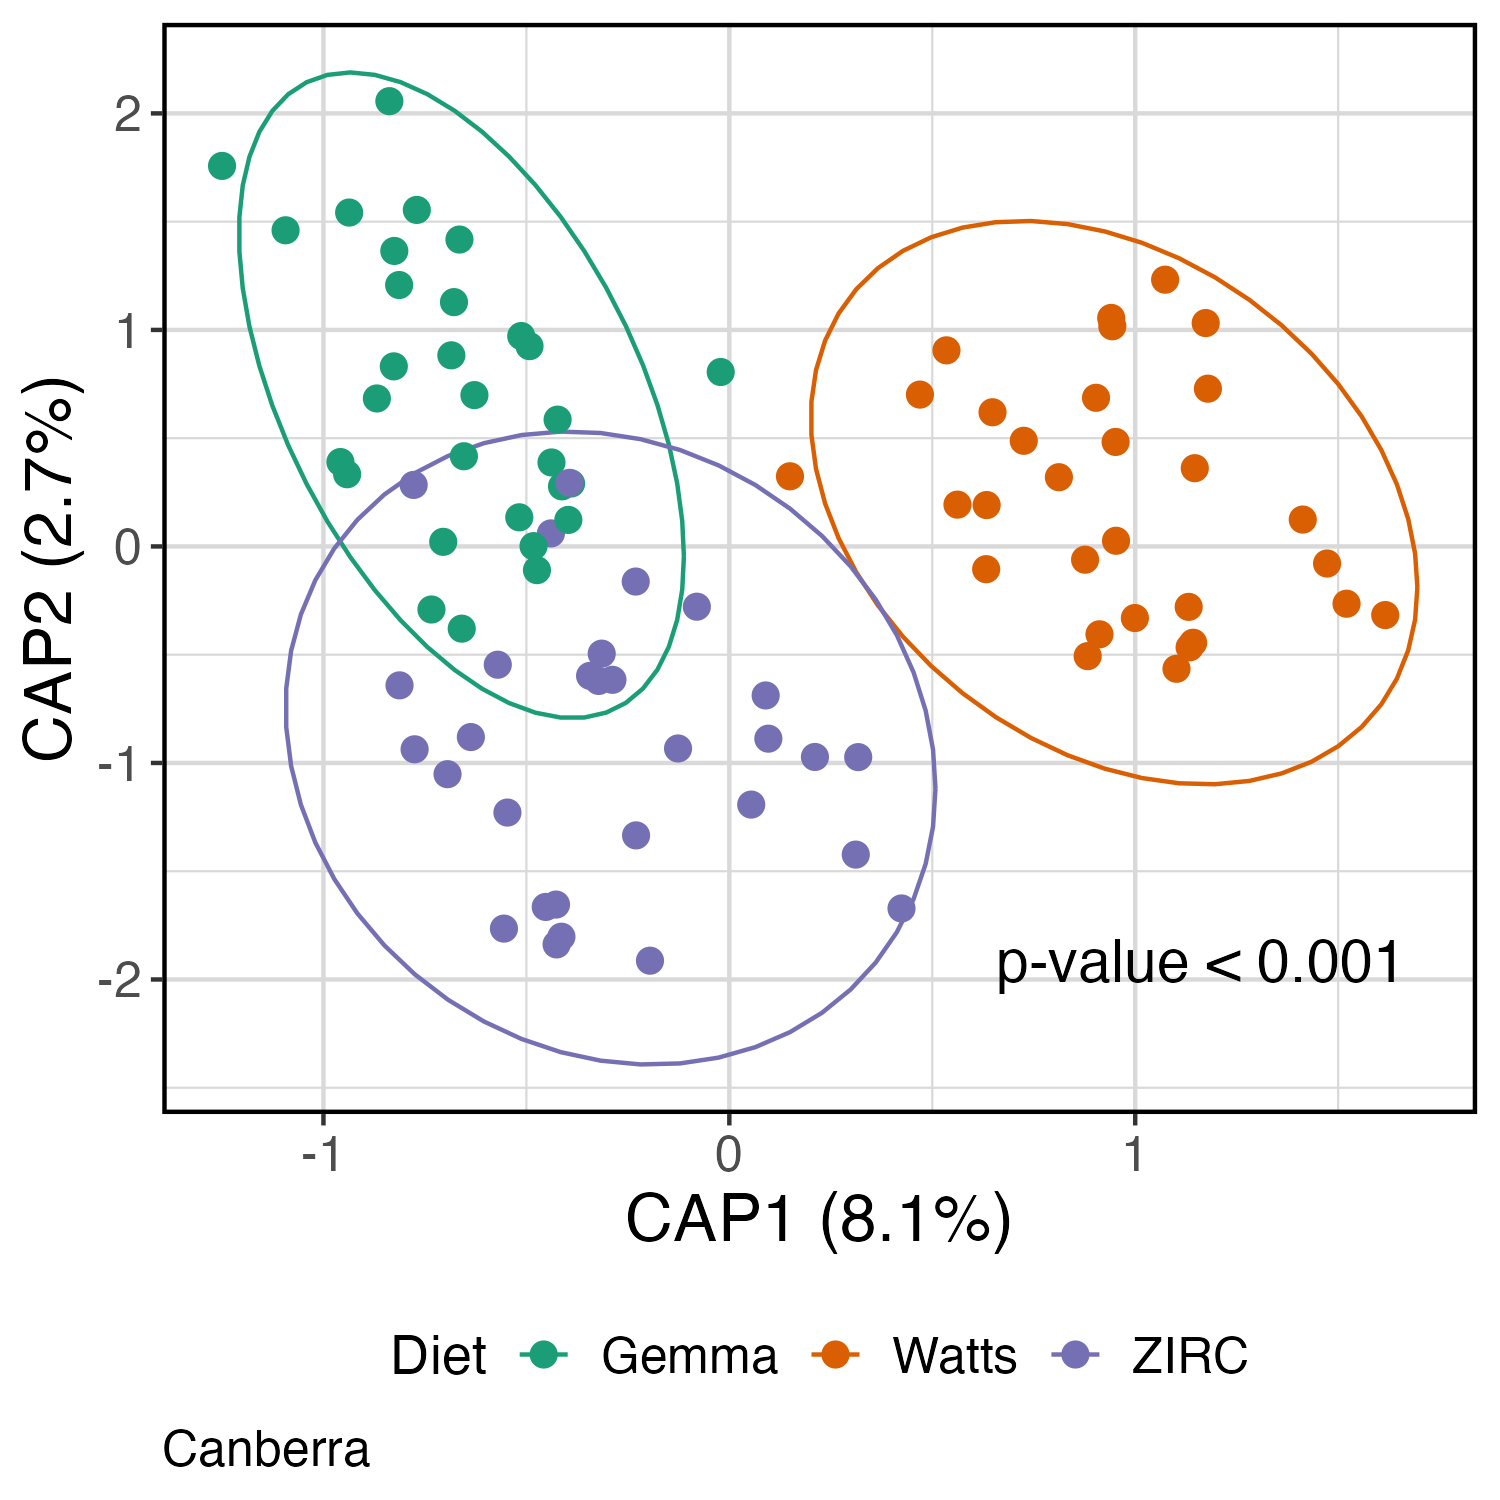 CAP2 (2.7%)
2
1
0
-1
-2
p-value < 0.001
-1 0 1
CAP1 (8.1%)
Diet Gemma Watts ZIRC
Canberra